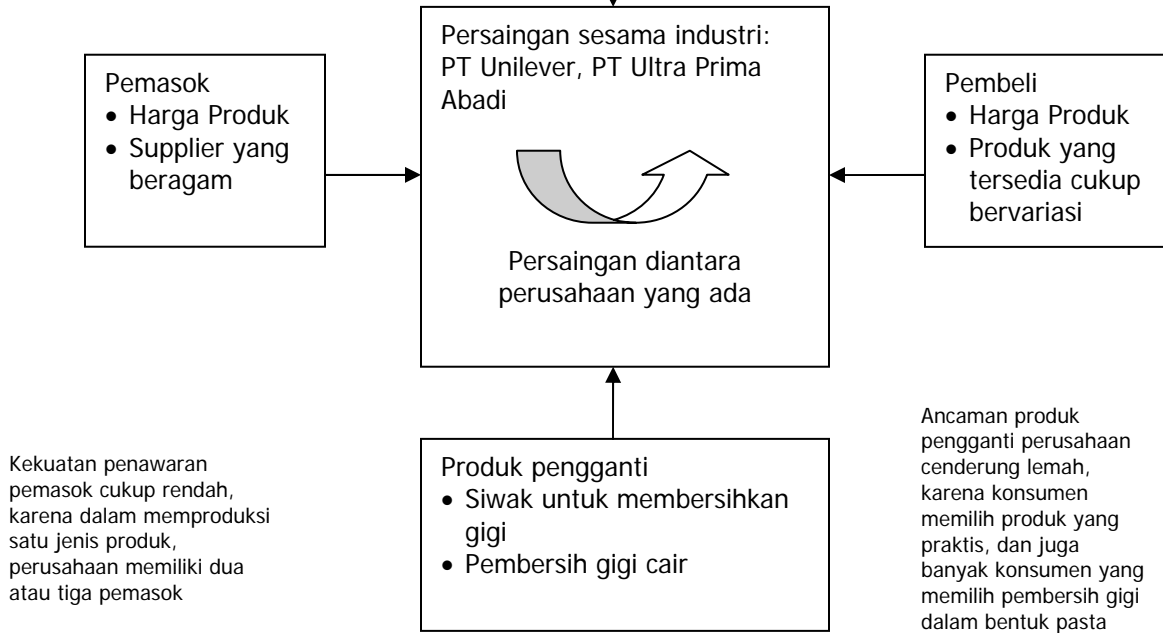 Persaingan sesama industri:
PT Unilever, PT Ultra Prima
Abadi
Pemasok
• Harga Produk
• Supplier yang
beragam
Pembeli
• Harga Produk
• Produk yang
tersedia cukup
bervariasi
Persaingan diantara
perusahaan yang ada
Kekuatan penawaran
pemasok cukup rendah,
karena dalam memproduksi
satu jenis produk,
perusahaan memiliki dua
atau tiga pemasok
Produk pengganti
• Siwak untuk membersihkan
gigi
• Pembersih gigi cair
Ancaman produk
pengganti perusahaan
cenderung lemah,
karena konsumen
memilih produk yang
praktis, dan juga
banyak konsumen yang
memilih pembersih gigi
dalam bentuk pasta